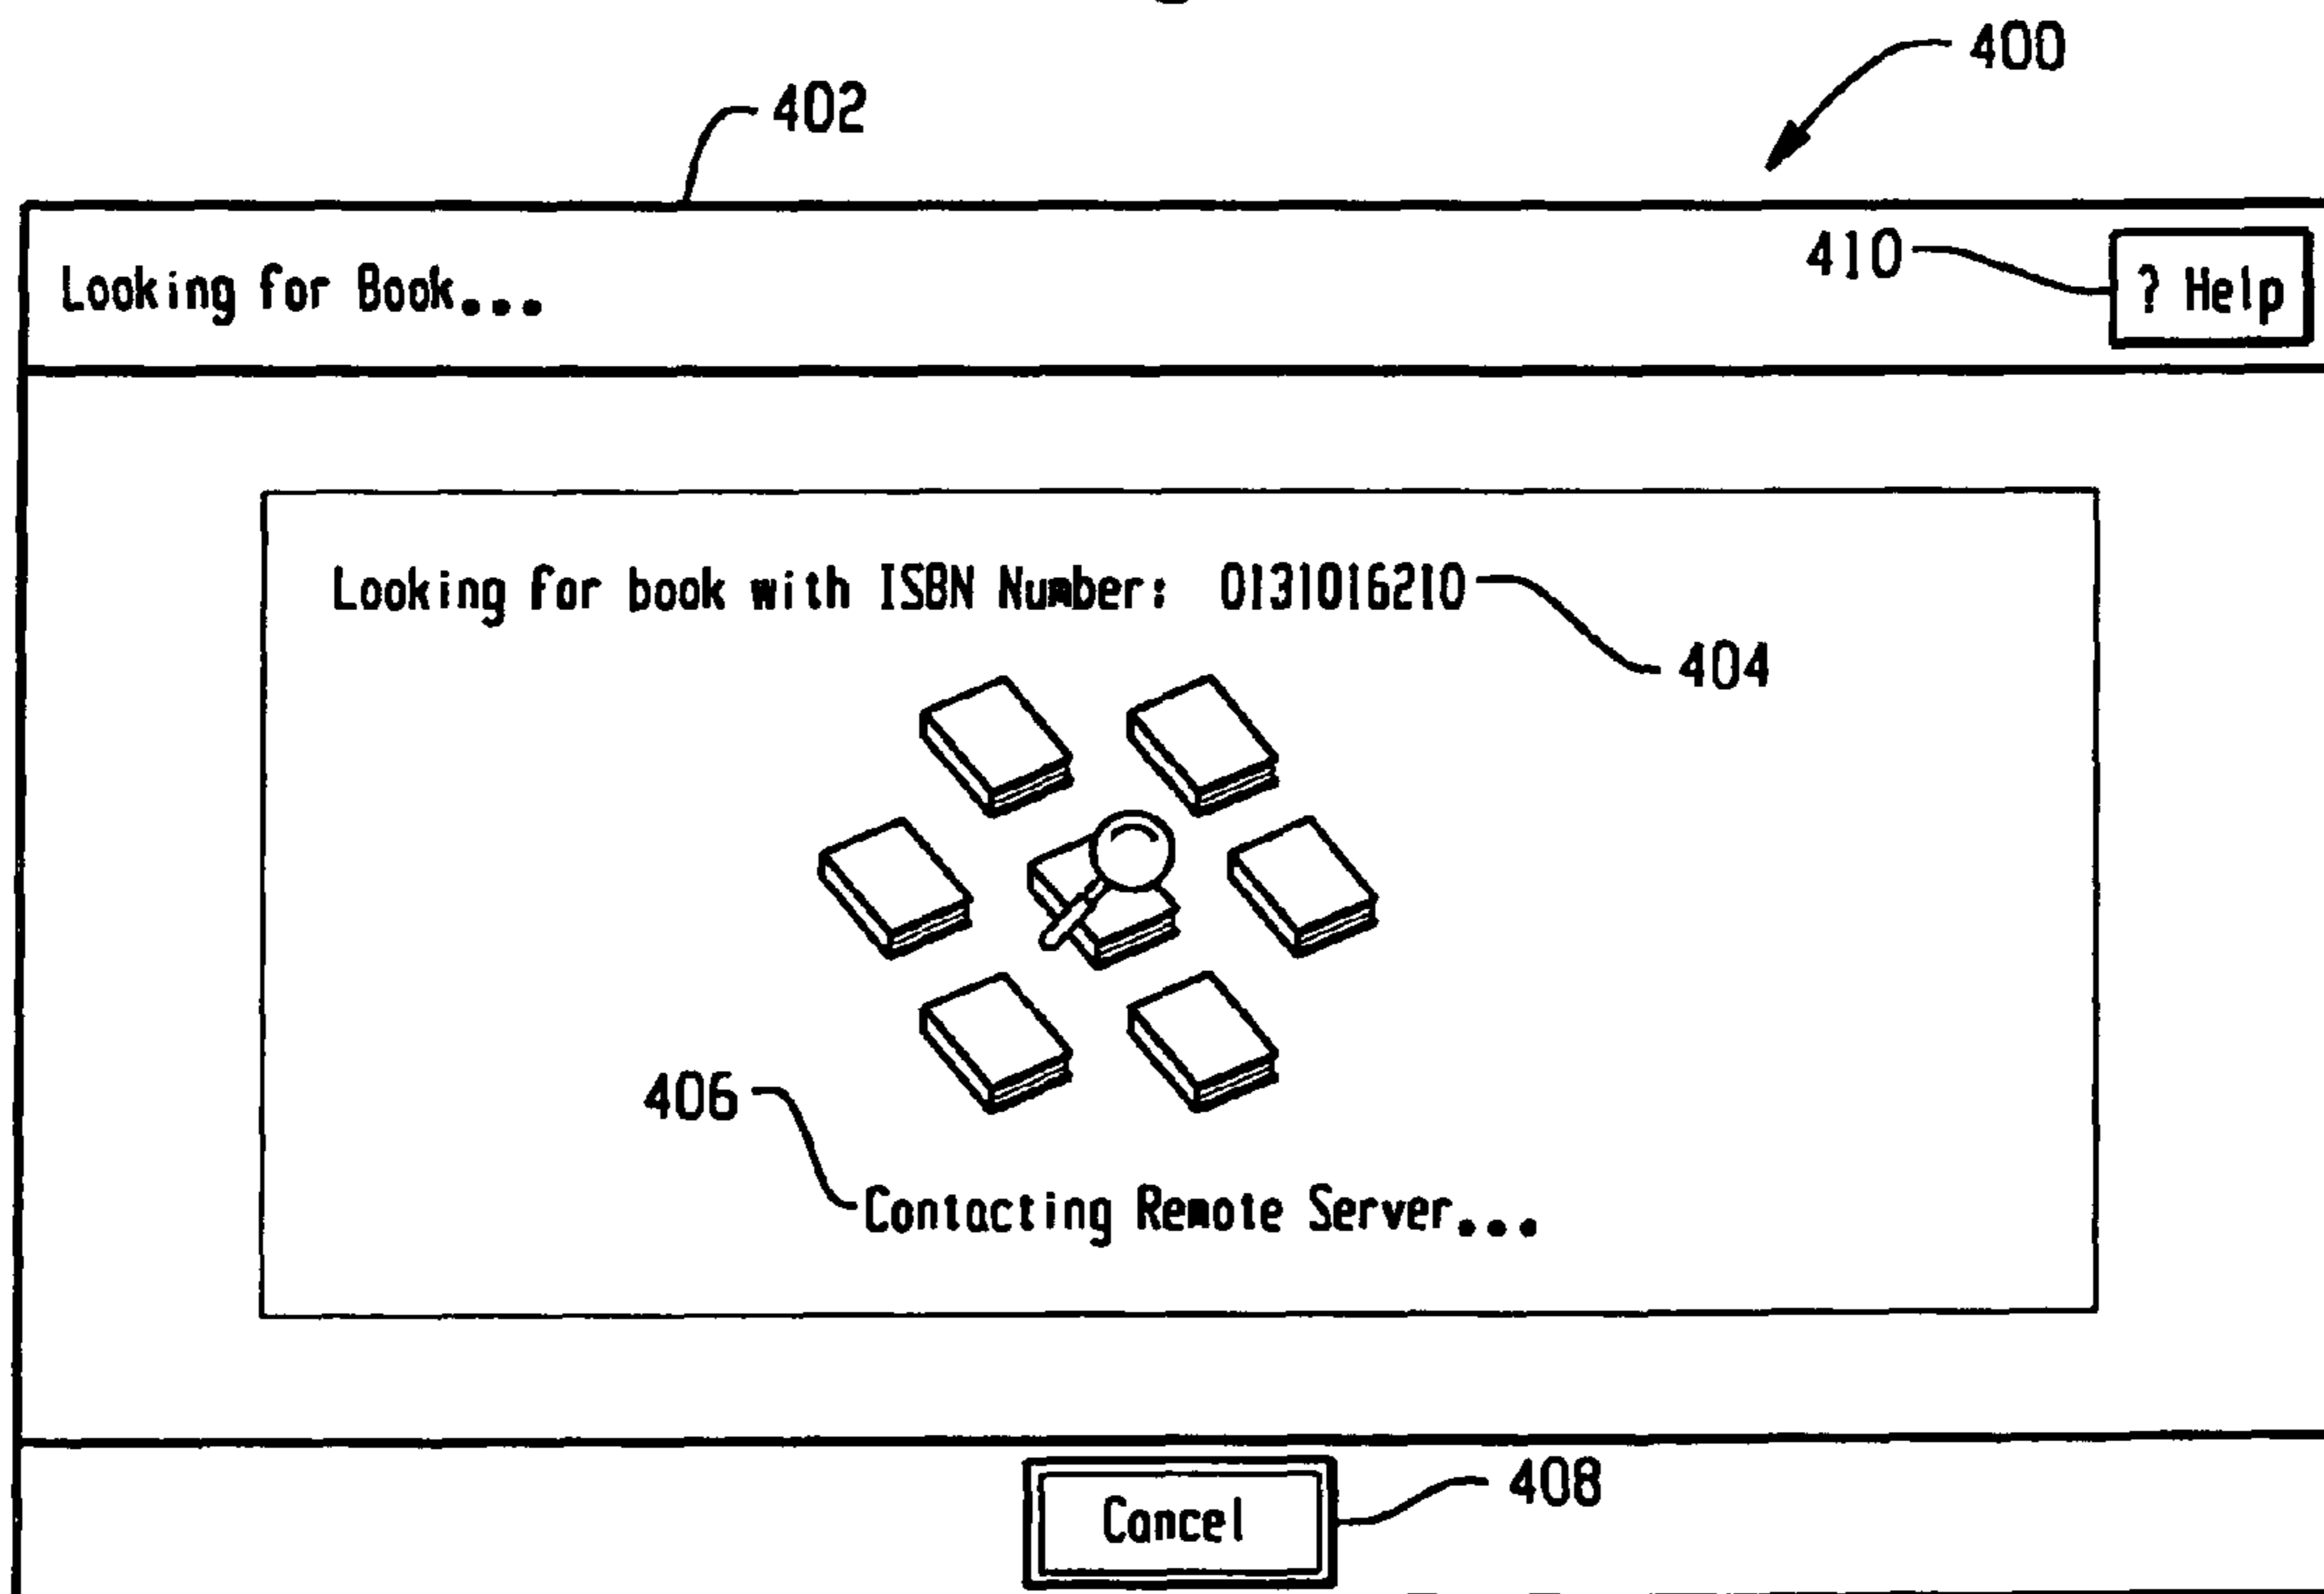 400
402
Looking for Book...
410
? Help
Looking for book with ISBN Number: 0131016210
404
406
Contacting Remote Server...
Cancel
408